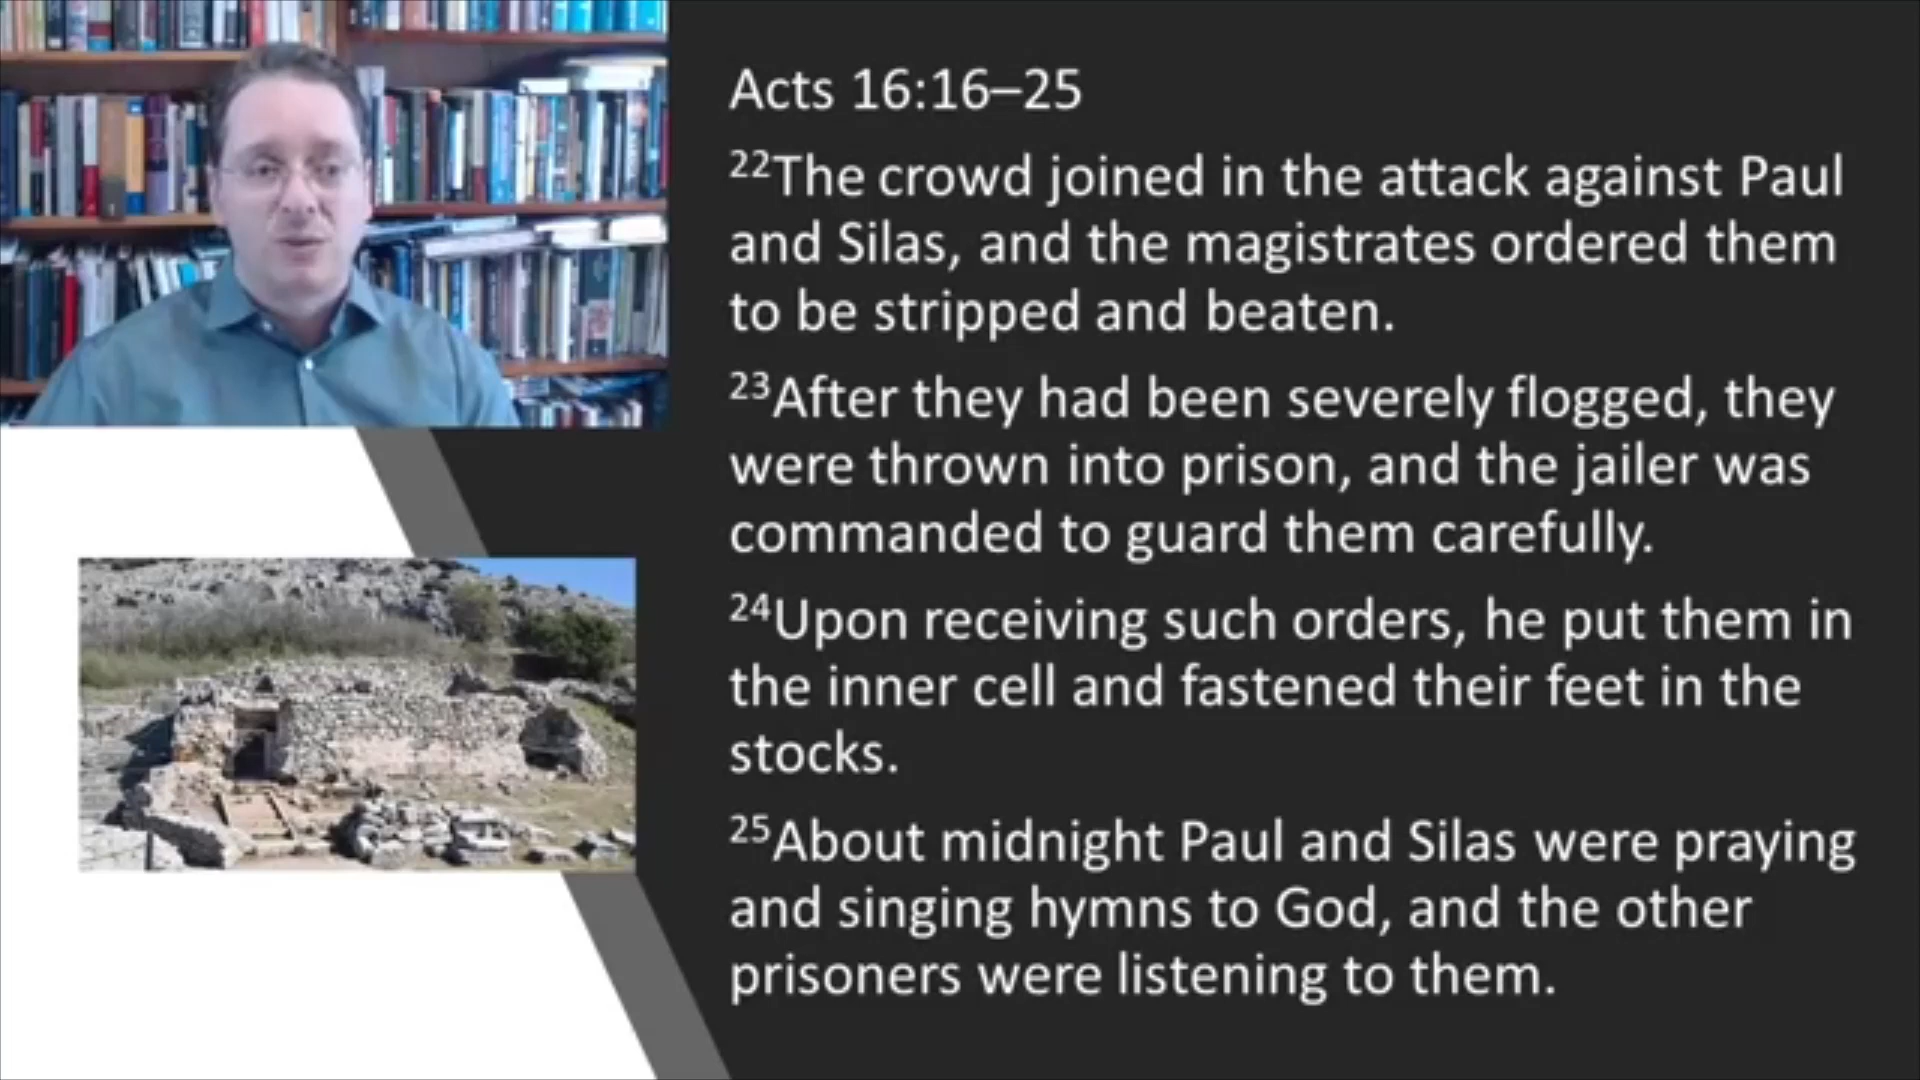 Acts 16:16–25
22The crowd joined in the attack against Paul
and Silas, and the magistrates ordered them
to be stripped and beaten.
23After they had been severely flogged, they
were thrown into prison, and the jailer was
commanded to guard them carefully.
24Upon receiving such orders, he put them in
the inner cell and fastened their feet in the
stocks.
25About midnight Paul and Silas were praying
and singing hymns to God, and the other
prisoners were listening to them.